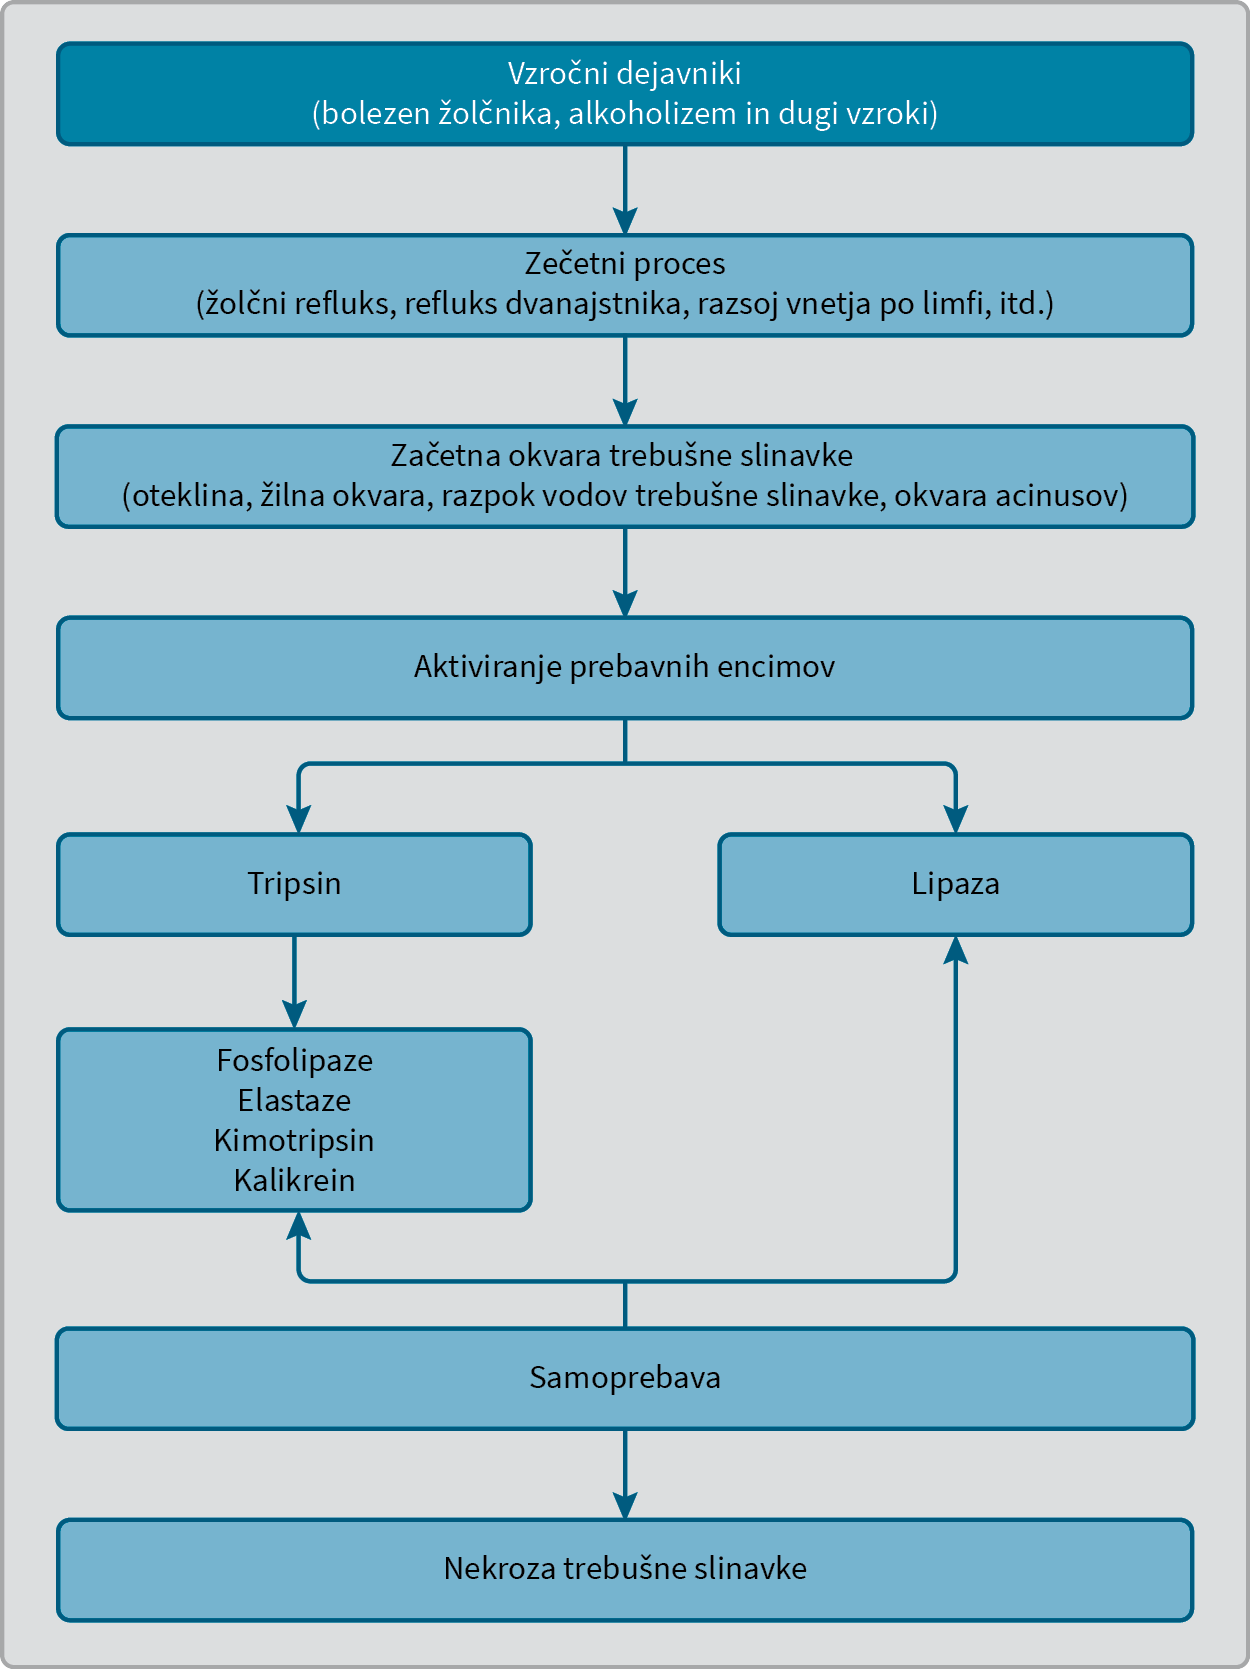 Vzročni dejavniki
(bolezen žolčnika, alkoholizem in dugi vzroki)
Zečetni proces
(žolčni refluks, refluks dvanajstnika, razsoj vnetja po limfi, itd.)
Začetna okvara trebušne slinavke
(oteklina, žilna okvara, razpok vodov trebušne slinavke, okvara acinusov)
Aktiviranje prebavnih encimov
Tripsin
Lipaza
Fosfolipaze
Elastaze
Kimotripsin
Kalikrein
Samoprebava
Nekroza trebušne slinavke